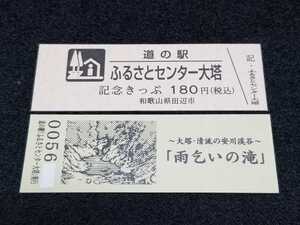 道の駅
ふるさとセンター大塔
記念きっぷ 180円(税込)
和歌山県田辺市
0056
～大塔・清流の安川渓谷～
「雨乞いの滝」